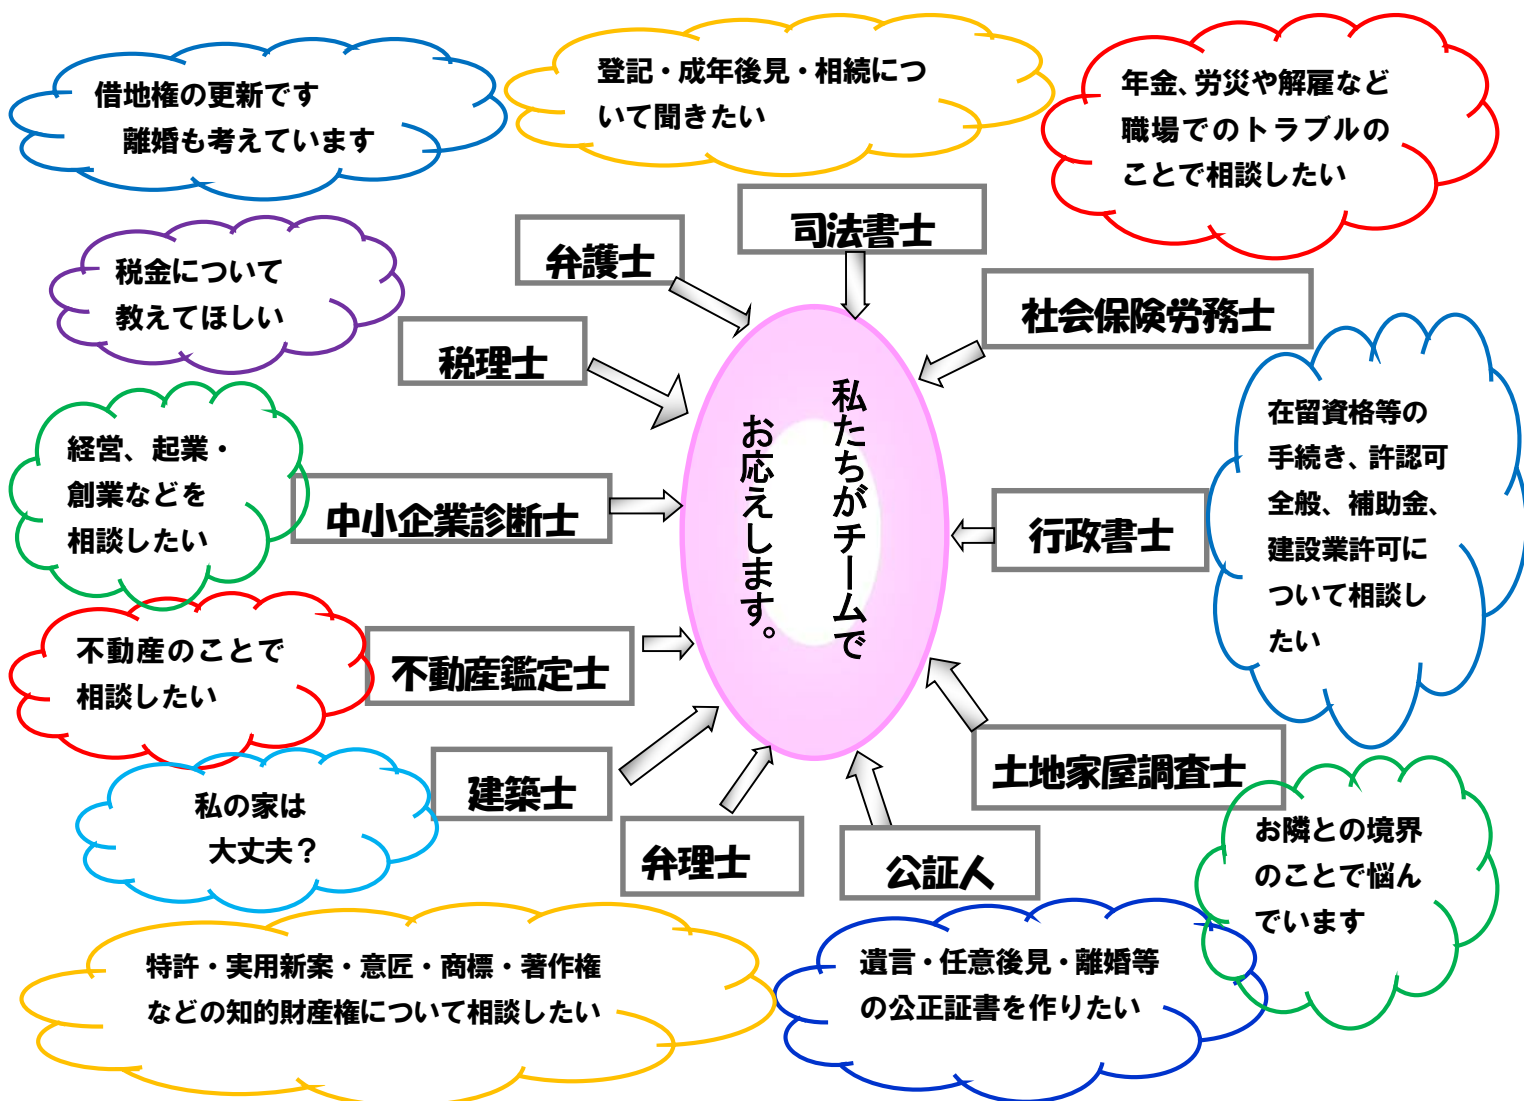 借地権の更新です
離婚も考えています
登記・成年後見・相続につ
いて聞きたい
年金、労災や解雇など
職場でのトラブルの
ことで相談したい
司法書士
弁護士
税金について
教えてほしい
社会保険労務士
税理士
私たちがチームで
お応えします。
経営、起業・
創業などを
相談したい
中小企業診断士
在留資格等の
手続き、許認可
全般、補助金、
建設業許可に
ついて相談し
たい
行政書士
不動産のことで
相談したい
不動産鑑定士
土地家屋調査士
私の家は
大丈夫？
建築士
弁理士
公証人
お隣との境界
のことで悩ん
でいます
特許・実用新案・意匠・商標・著作権
などの知的財産権について相談したい
遺言・任意後見・離婚等
の公正証書を作りたい